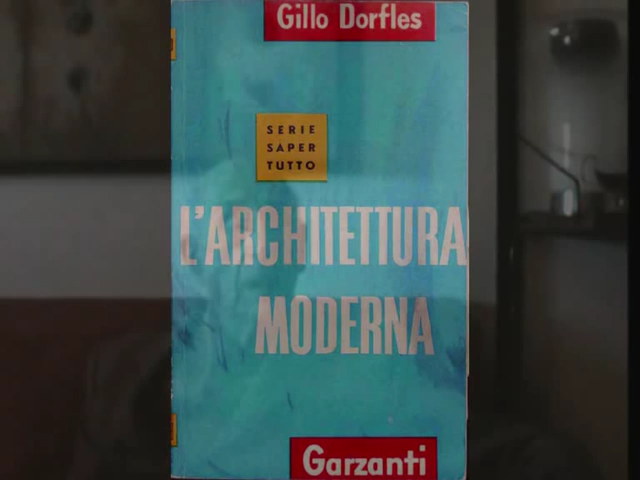 Gillo Dorfles
SERIE
SAPER
TUTTO
L'ARCHITETTURA
MODERNA
Garzanti